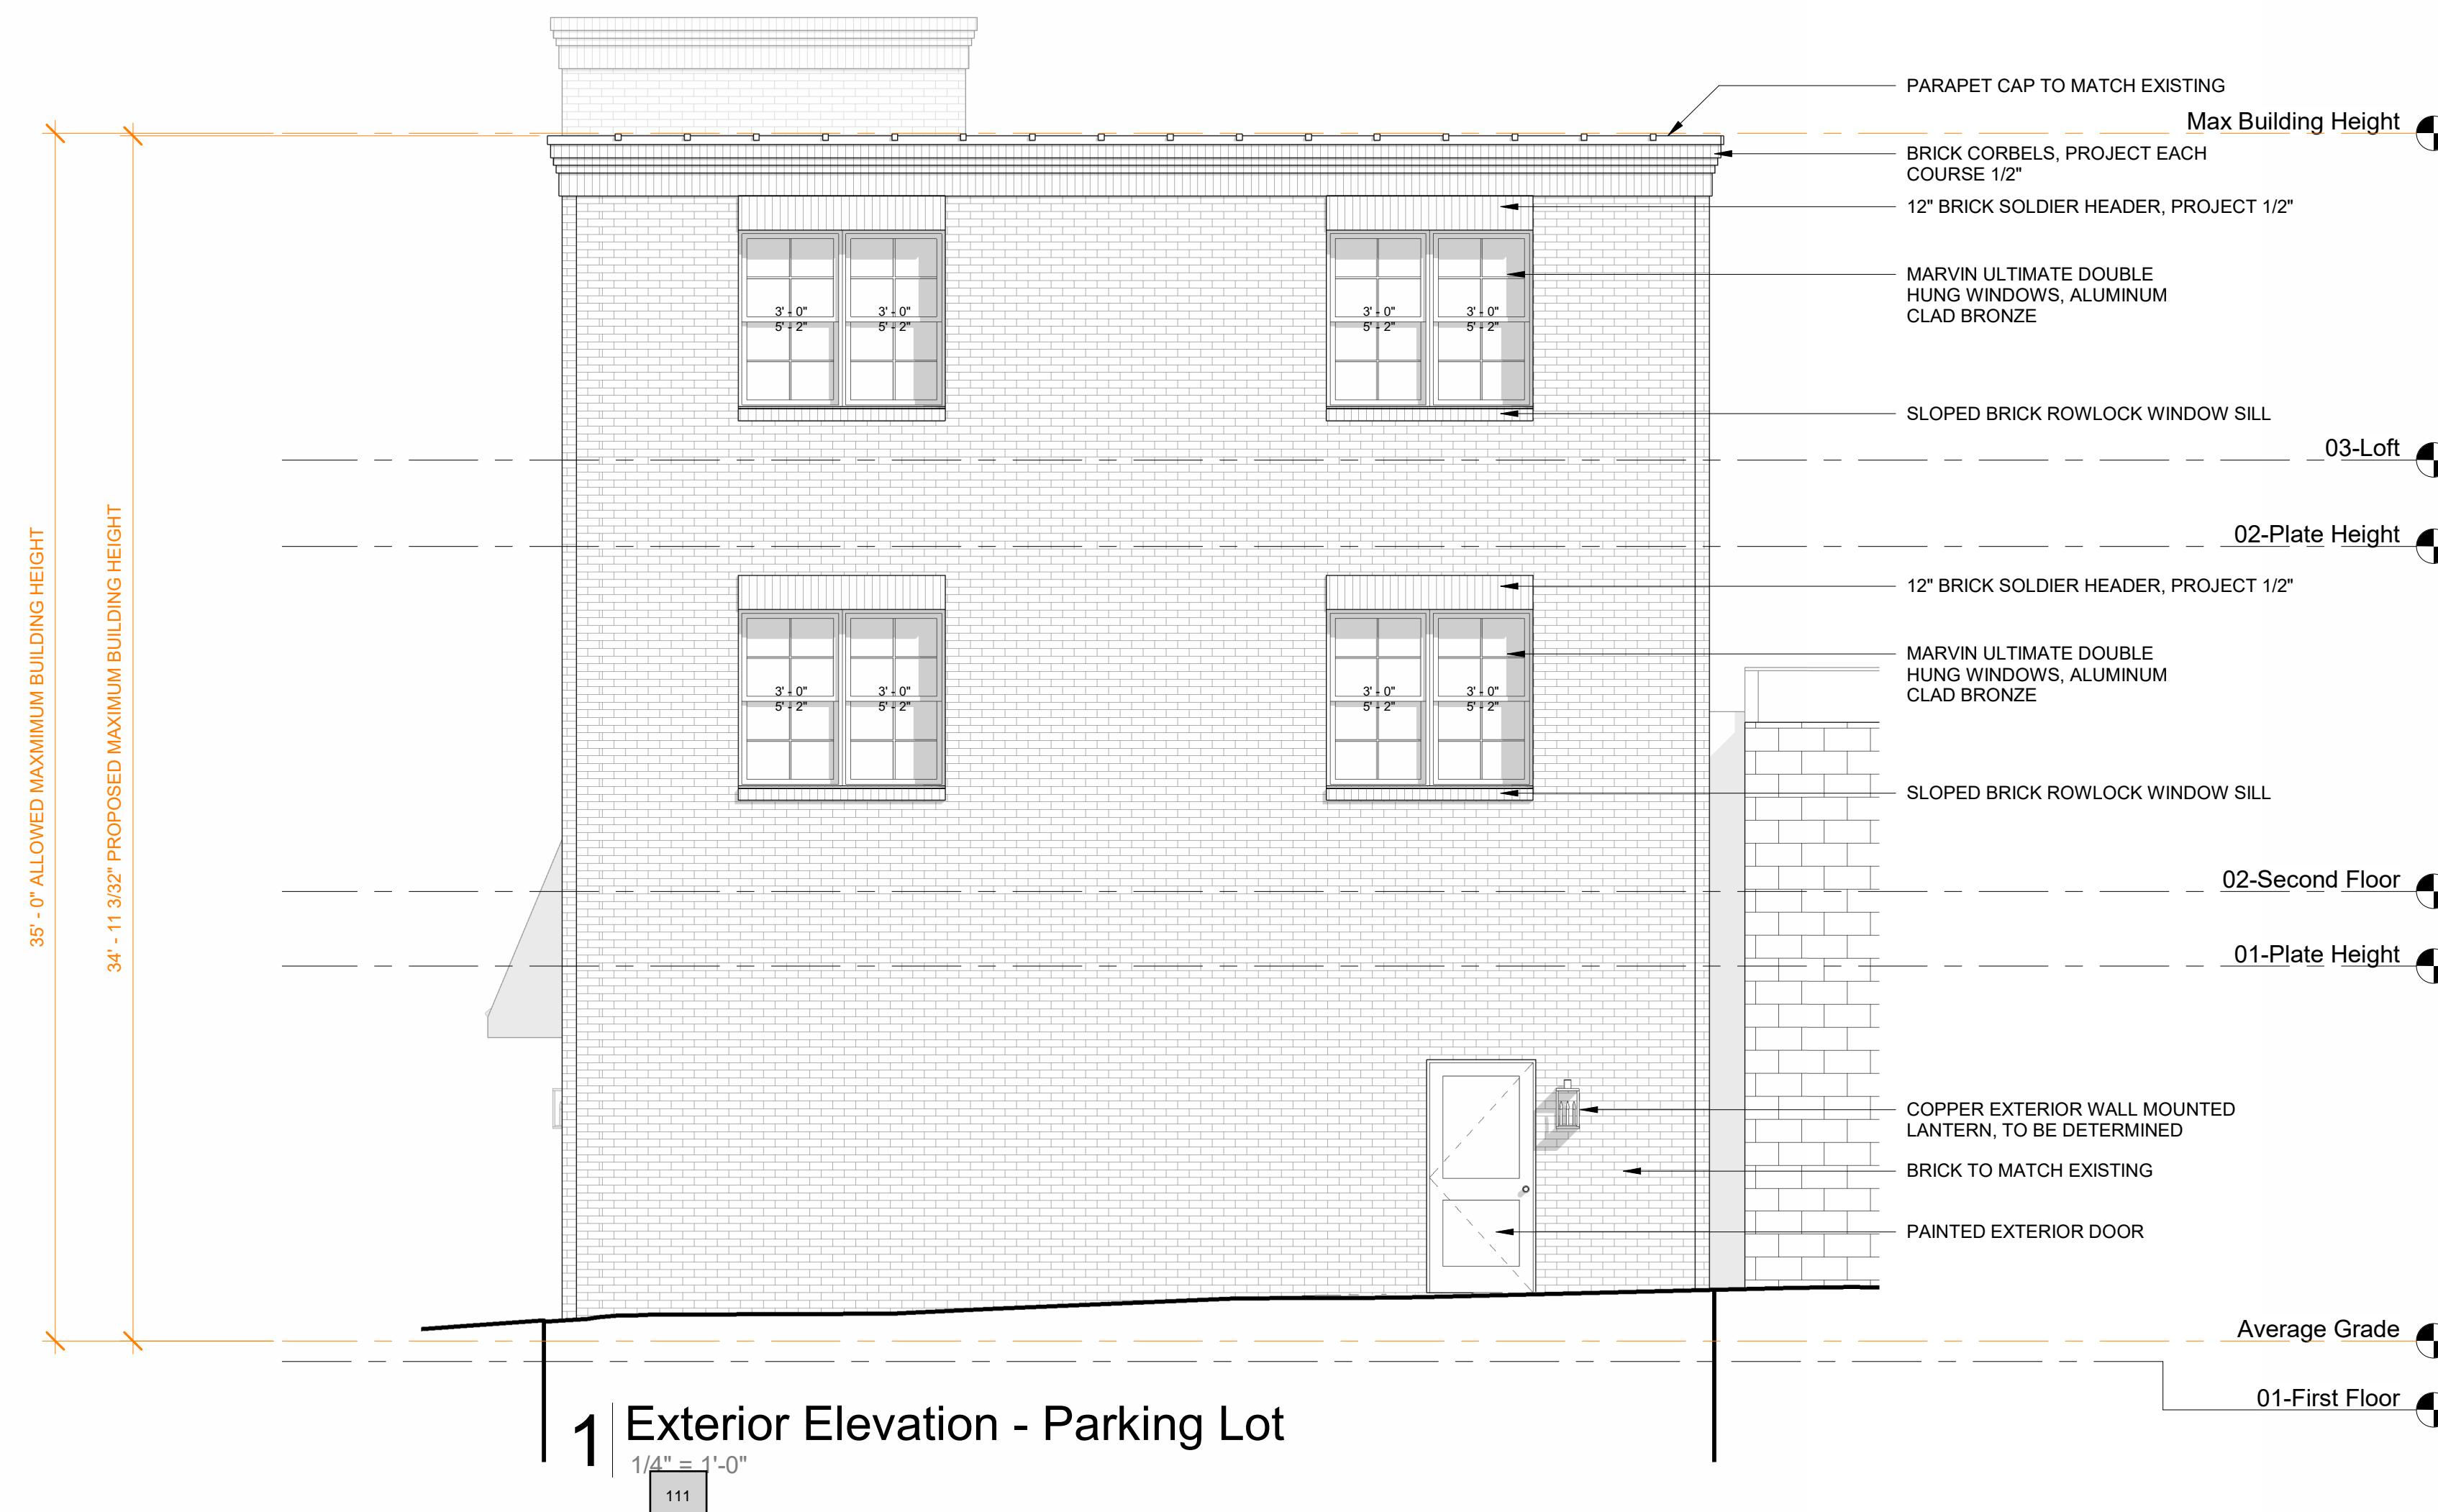 PARAPET CAP TO MATCH EXISTING
Max Building Height
BRICK CORBELS, PROJECT EACH
COURSE 1/2"
12" BRICK SOLDIER HEADER, PROJECT 1/2"
MARVIN ULTIMATE DOUBLE
HUNG WINDOWS, ALUMINUM
CLAD BRONZE
3' - 0"
5' - 2"
3' - 0"
5' - 2"
3' - 0"
5' - 2"
3' - 0"
5' - 2"
SLOPED BRICK ROWLOCK WINDOW SILL
03-Loft
02-Plate Height
12" BRICK SOLDIER HEADER, PROJECT 1/2"
MARVIN ULTIMATE DOUBLE
HUNG WINDOWS, ALUMINUM
CLAD BRONZE
3' - 0"
5' - 2"
3' - 0"
5' - 2"
3' - 0"
5' - 2"
3' - 0"
5' - 2"
35' - 0" ALLOWED MAXMIMUM BUILDING HEIGHT
34' - 11 3/32" PROPOSED MAXIMUM BUILDING HEIGHT
SLOPED BRICK ROWLOCK WINDOW SILL
02-Second Floor
01-Plate Height
COPPER EXTERIOR WALL MOUNTED
LANTERN, TO BE DETERMINED
BRICK TO MATCH EXISTING
PAINTED EXTERIOR DOOR
Average Grade
01-First Floor
1
Exterior Elevation - Parking Lot
1/4" = 1'-0"
111